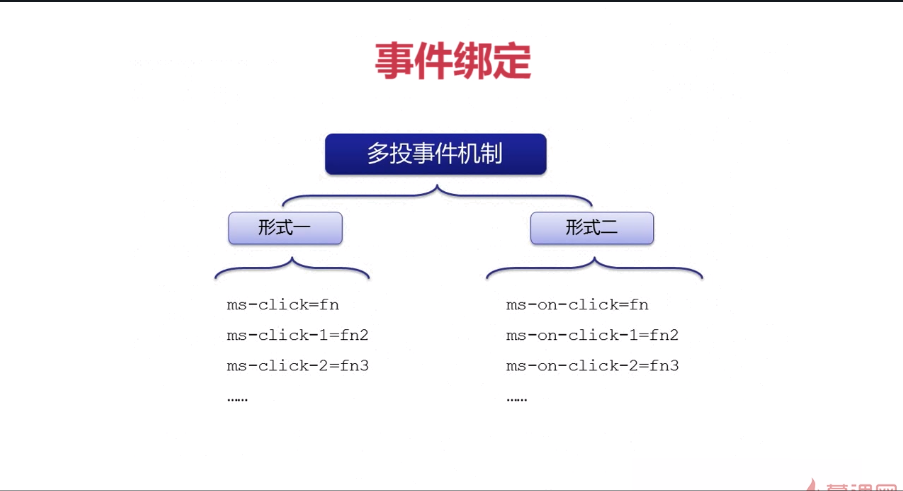 事件绑定
多投事件机制
形式一
形式二
ms-click=fn
ms-click-1=fn2
ms-click-2=fn3
……
ms-on-click=fn
ms-on-click-1=fn2
ms-on-click-2=fn3
……
慕课网